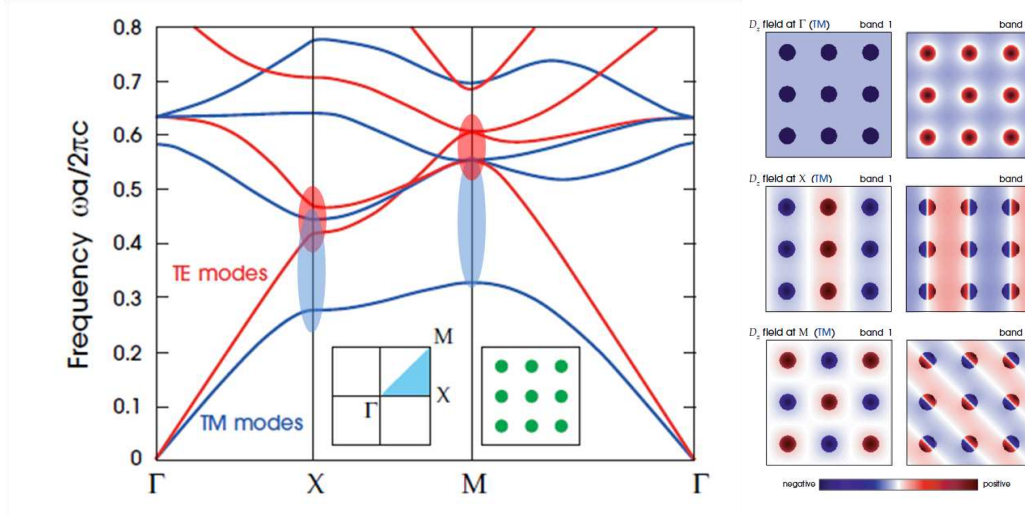 Frequency ωa/2πc
0.8
0.7
0.6
0.5
0.4
0.3
0.2
0.1
0
TE modes
TM modes
M
X
Γ
Γ
X
M
Γ
D_z field at Γ (TM) band 1
band
D_z field at X (TM) band 1
band
D_z field at M (TM) band 1
band
negative
positive